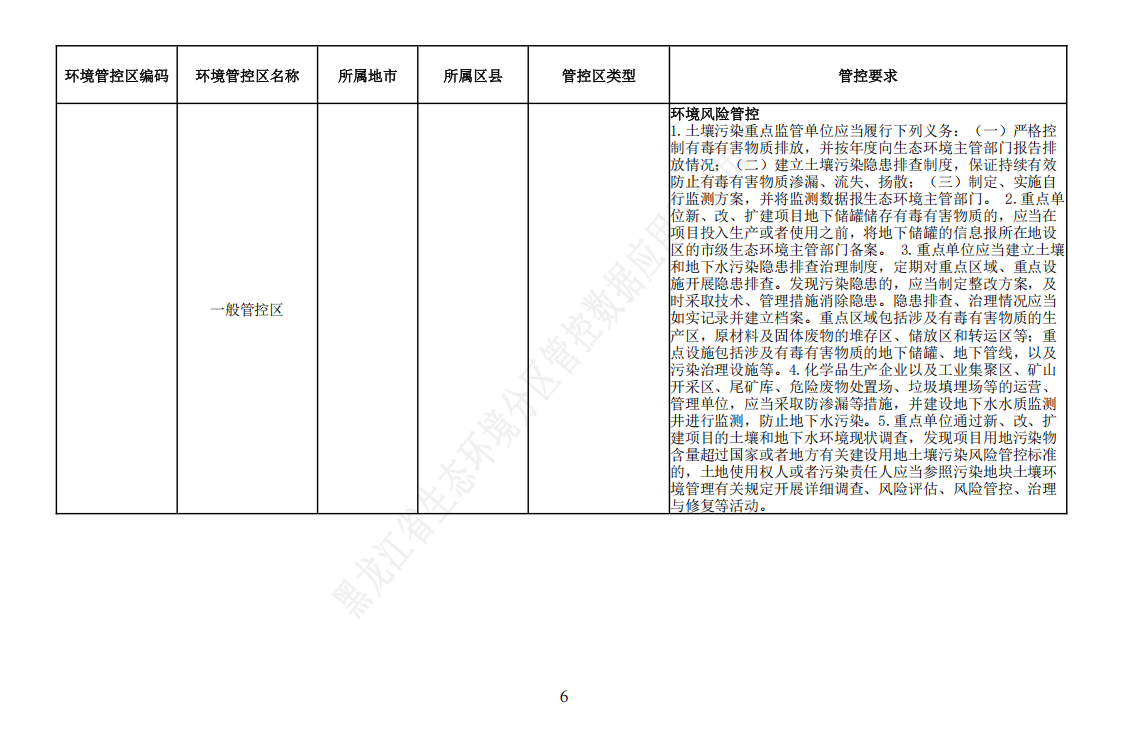 环境管控区编码 环境管控区名称 所属地市 所属区县 管控区类型 管控要求
一般管控区
环境风险管控
1.土壤污染重点监管单位应当履行下列义务：（一）严格控
制有毒有害物质排放，并按年度向生态环境主管部门报告排
放情况；（二）建立土壤污染隐患排查制度，保证持续有效
防止有毒有害物质渗漏、流失、扬散；（三）制定、实施自
行监测方案，并将监测数据报生态环境主管部门。 2.重点单
位新、改、扩建项目地下储罐储存有毒有害物质的，应当在
项目投入生产或者使用之前，将地下储罐的信息报所在地设
区的市级生态环境主管部门备案。 3.重点单位应当建立土壤
和地下水污染隐患排查治理制度，定期对重点区域、重点设
施开展隐患排查。发现污染隐患的，应当制定整改方案，及
时采取技术、管理措施消除隐患。隐患排查、治理情况应当
如实记录并建立档案。重点区域包括涉及有毒有害物质的生
产区，原材料及固体废物的堆存区、储放区和转运区等；重
点设施包括涉及有毒有害物质的地下储罐、地下管线，以及
污染治理设施等。4.化学品生产企业以及工业集聚区、矿山
开采区、尾矿库、危险废物处置场、垃圾填埋场等的运营、
管理单位，应当采取防渗漏等措施，并建设地下水水质监测
井进行监测，防止地下水污染。5.重点单位通过新、改、扩
建项目的土壤和地下水环境现状调查，发现项目用地污染物
含量超过国家或者地方有关建设用地土壤污染风险管控标准
的，土地使用权人或者污染责任人应当参照污染地块土壤环
境管理有关规定开展详细调查、风险评估、风险管控、治理
与修复等活动。
黑龙江省生态环境分区管控数据应用
6